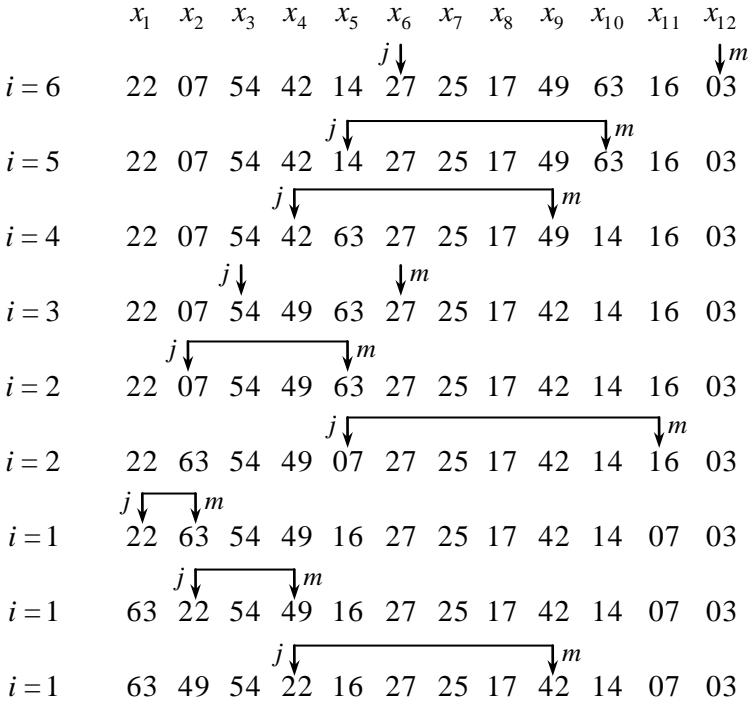 x₁ x₂ x₃ x₄ x₅ x₆ x₇ x₈ x₉ x₁₀ x₁₁ x₁₂
j m
i = 6 22 07 54 42 14 27 25 17 49 63 16 03
j m
i = 5 22 07 54 42 14 27 25 17 49 63 16 03
j m
i = 4 22 07 54 42 63 27 25 17 49 14 16 03
j m
i = 3 22 07 54 49 63 27 25 17 42 14 16 03
j m
i = 2 22 07 54 49 63 27 25 17 42 14 16 03
j m
i = 2 22 63 54 49 07 27 25 17 42 14 16 03
j m
i = 1 22 63 54 49 16 27 25 17 42 14 07 03
j m
i = 1 63 22 54 49 16 27 25 17 42 14 07 03
j m
i = 1 63 49 54 22 16 27 25 17 42 14 07 03